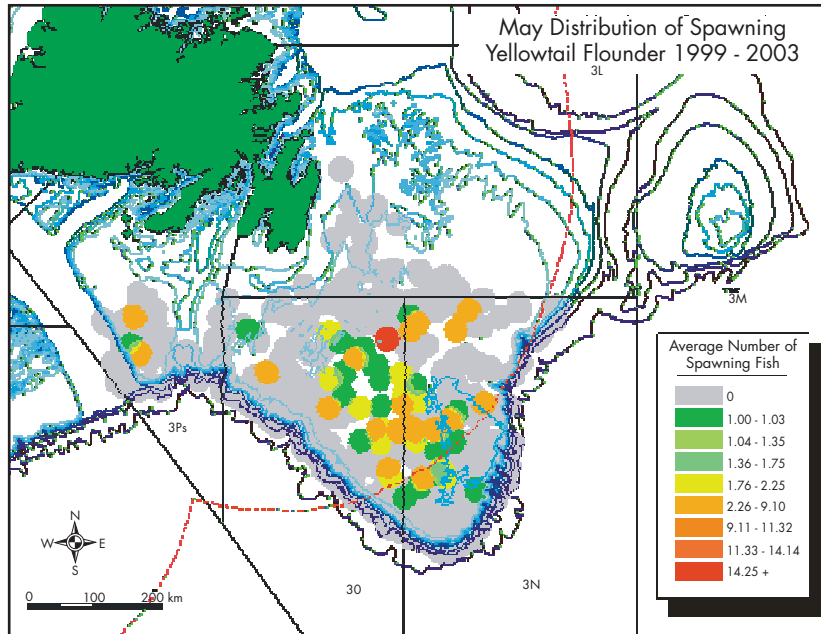 May Distribution of Spawning
Yellowtail Flounder 1999 - 2003
3L
3M
Average Number of
Spawning Fish
0
1.00 - 1.03
1.04 - 1.35
1.36 - 1.75
1.76 - 2.25
2.26 - 9.10
9.11 - 11.32
11.33 - 14.14
14.25 +
3Ps
N
W E
S
0 100 200 km
30
3N